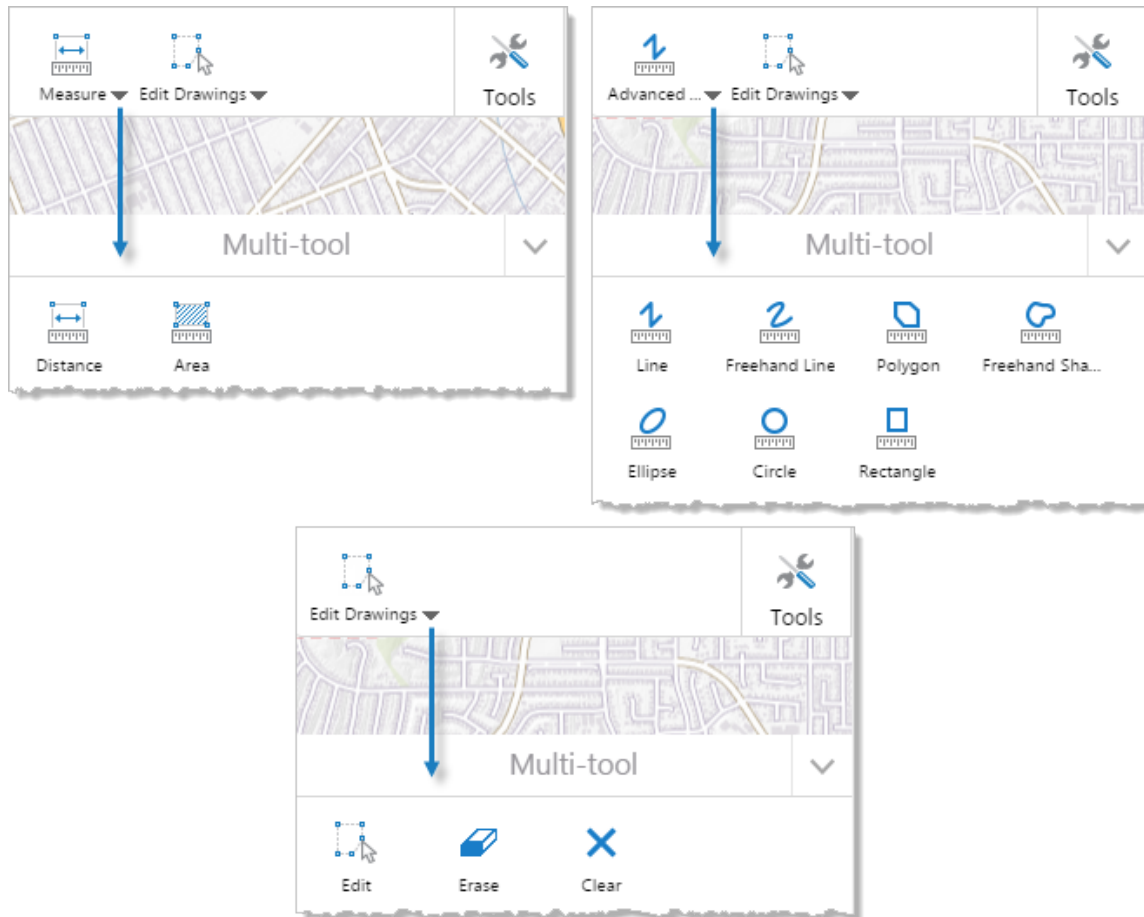 Measure Edit Drawings Tools
Multi-tool
Distance Area
Advanced ... Edit Drawings Tools
Multi-tool
Line Freehand Line Polygon Freehand Sha...
Ellipse Circle Rectangle
Edit Drawings Tools
Multi-tool
Edit Erase Clear